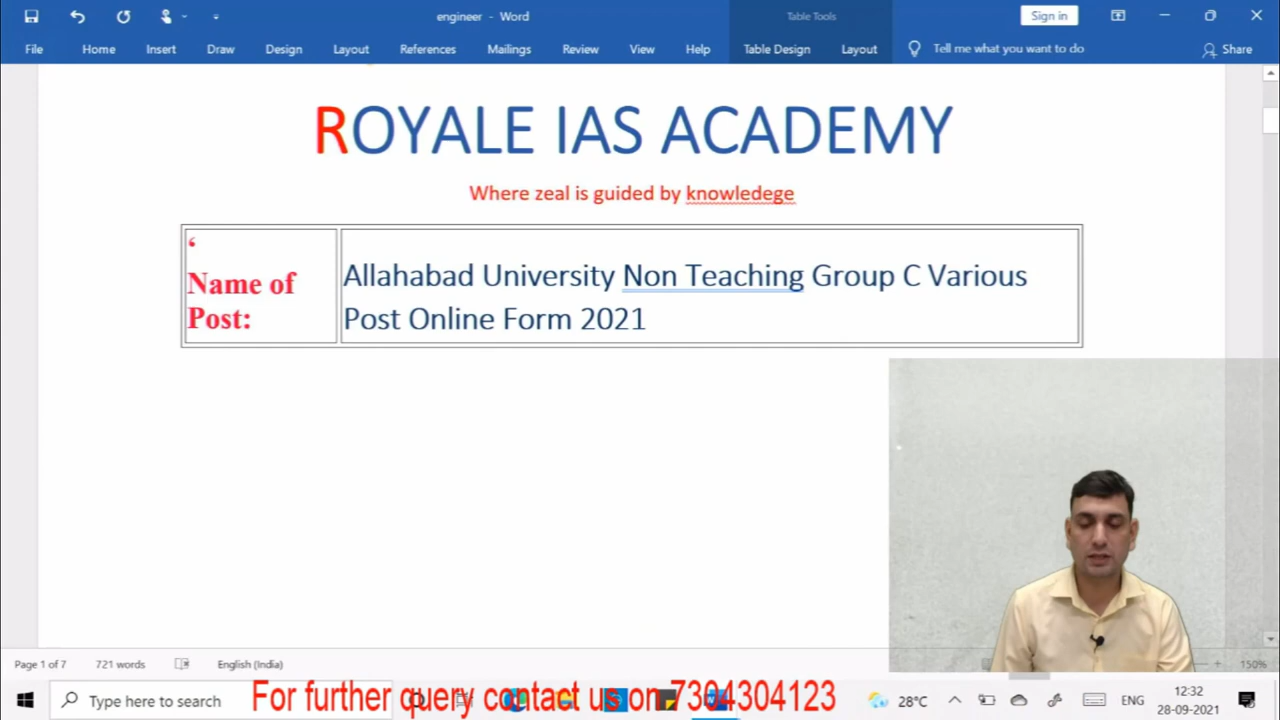 engineer - Word
Table Tools
Sign in
File Home Insert Draw Design Layout References Mailings Review View Help Table Design Layout Tell me what you want to do Share
ROYALE IAS ACADEMY
Where zeal is guided by knowledege
‘
Name of
Post:
Allahabad University Non Teaching Group C Various
Post Online Form 2021
Page 1 of 7 721 words English (India) 150%
Type here to search
For further query contact us on 7304304123
28°C ENG
12:32
28-09-2021